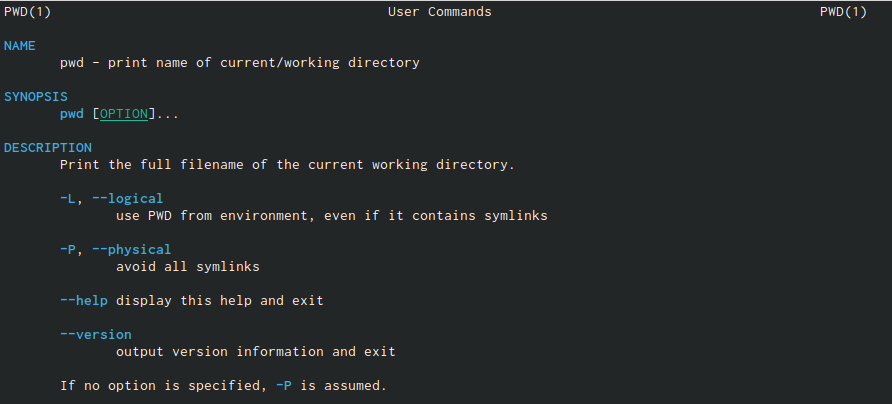 PWD(1) User Commands PWD(1)
NAME
pwd - print name of current/working directory
SYNOPSIS
pwd [OPTION]...
DESCRIPTION
Print the full filename of the current working directory.
-L, --logical
use PWD from environment, even if it contains symlinks
-P, --physical
avoid all symlinks
--help display this help and exit
--version
output version information and exit
If no option is specified, -P is assumed.